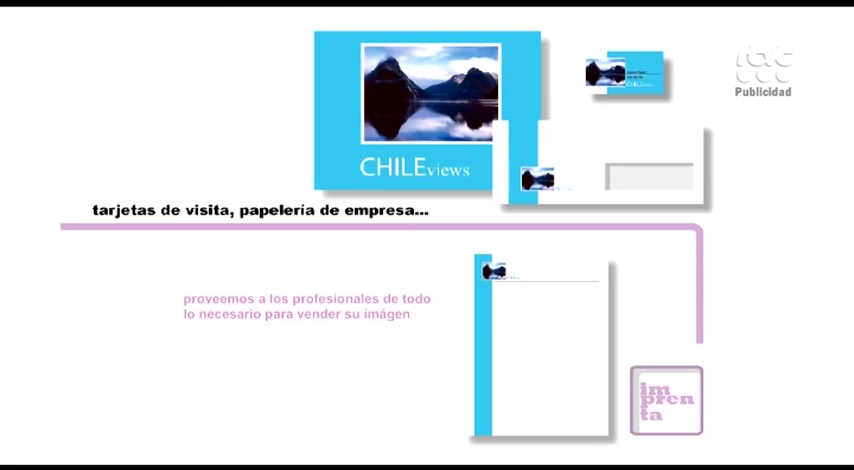 Publicidad
CHILEviews
tarjetas de visita, papelería de empresa...
proveemos a los profesionales de todo
lo necesario para vender su imágen
im
pren
ta